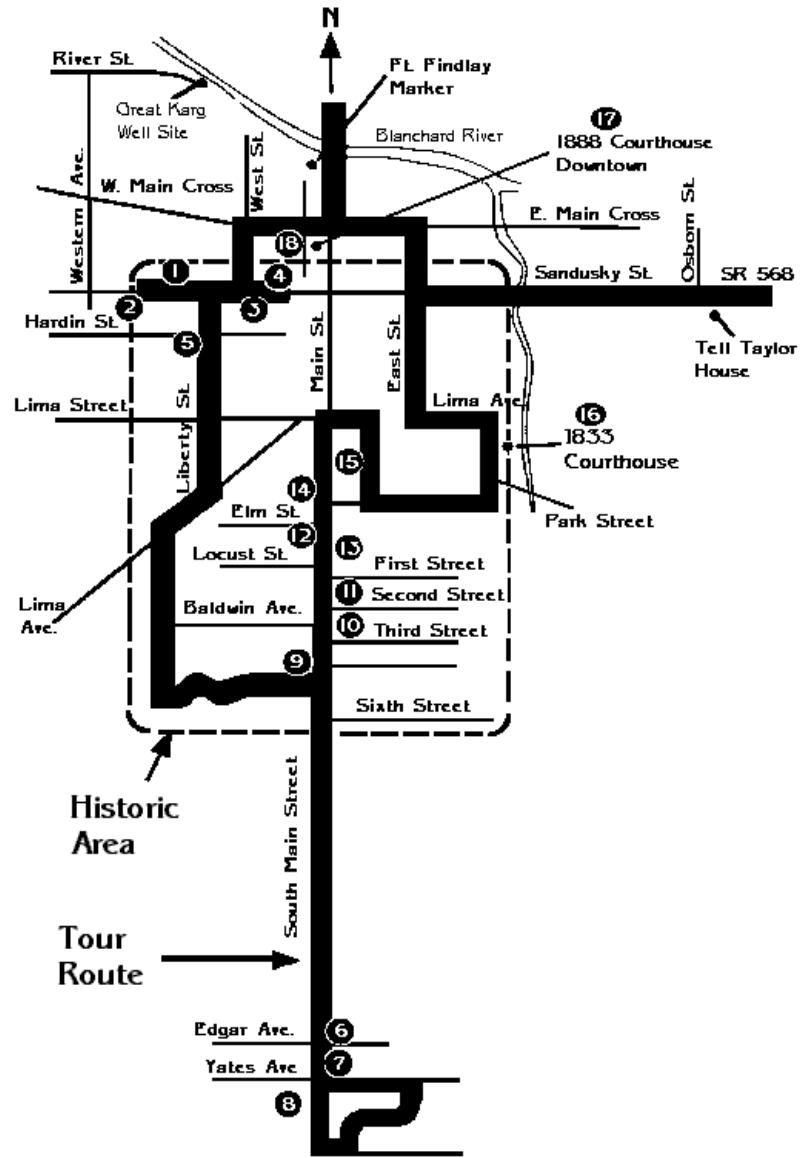 N
River St.
Ft. Findlay
Marker
Great Karg
Well Site
17
Blanchard River
1888 Courthouse
Downtown
Western Ave.
West St.
W. Main Cross
Osborn St.
E. Main Cross
18
1
4
Sandusky St.
SR 568
2
3
Hardin St.
5
Main St.
East St.
Tell Taylor
House
Lima Street
Lima Ave.
16
1833
Courthouse
Liberty St.
15
14
Elm St.
Park Street
12
13
Locust St.
First Street
11
Second Street
Lima
Ave.
Baldwin Ave.
10
Third Street
9
Sixth Street
Historic
Area
South Main Street
Tour
Route
Edgar Ave.
6
Yates Ave
7
8